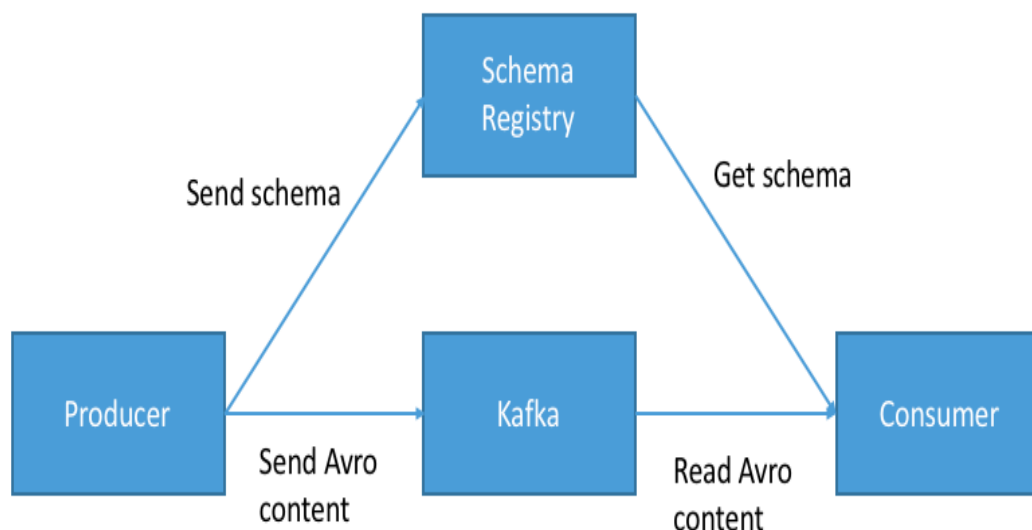 Schema
Registry
Send schema
Get schema
Producer
Kafka
Consumer
Send Avro
content
Read Avro
content